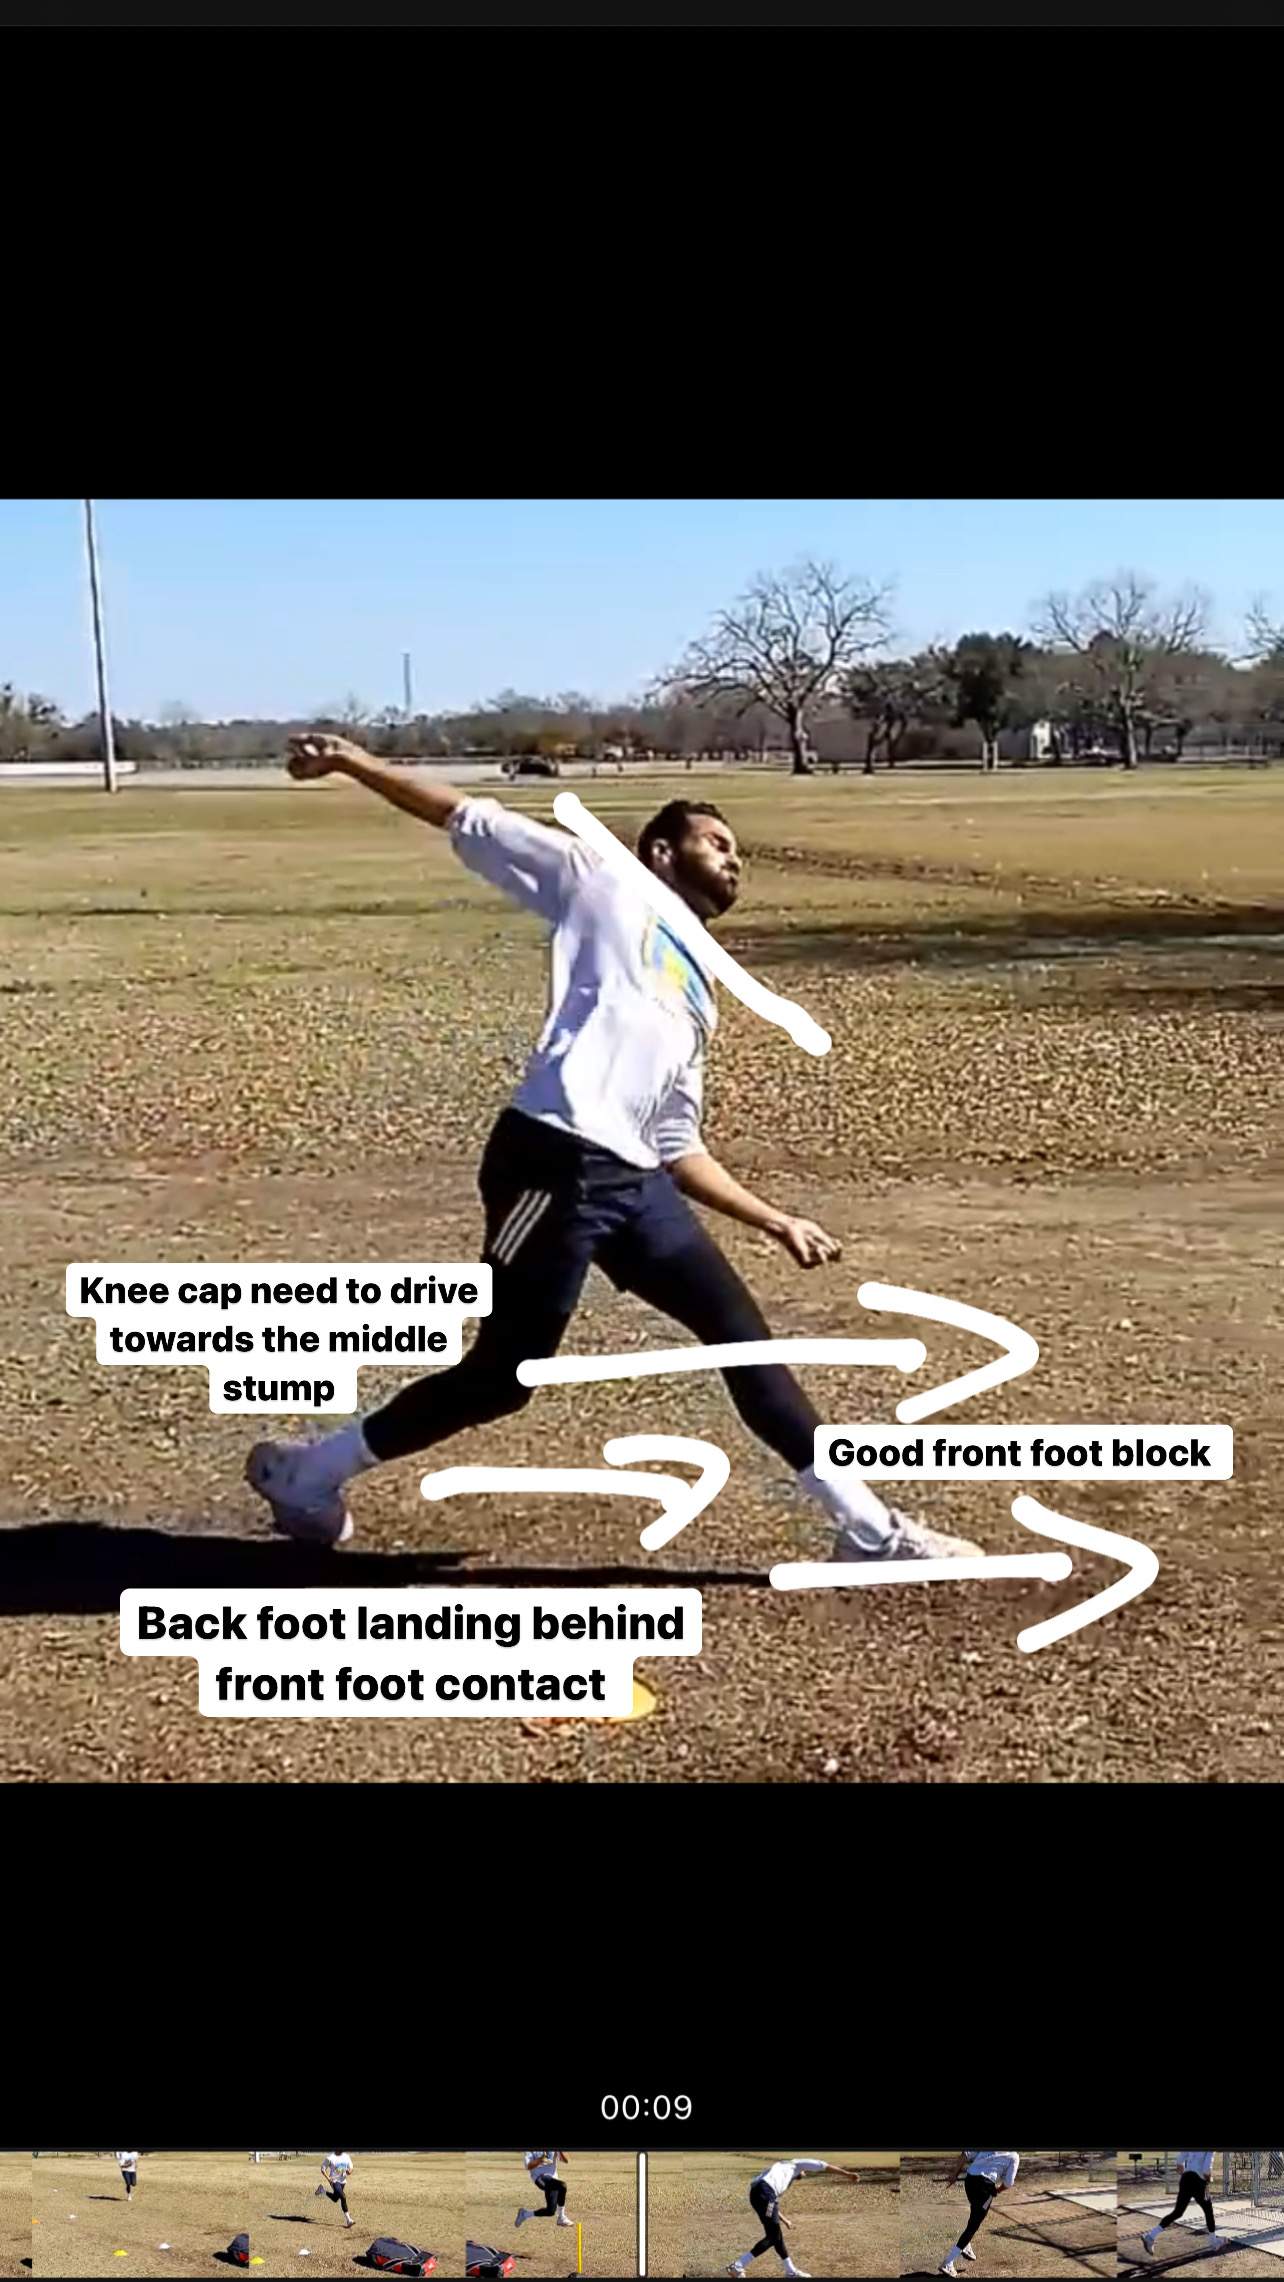 Knee cap need to drive
towards the middle
stump
Good front foot block
Back foot landing behind
front foot contact
00:09